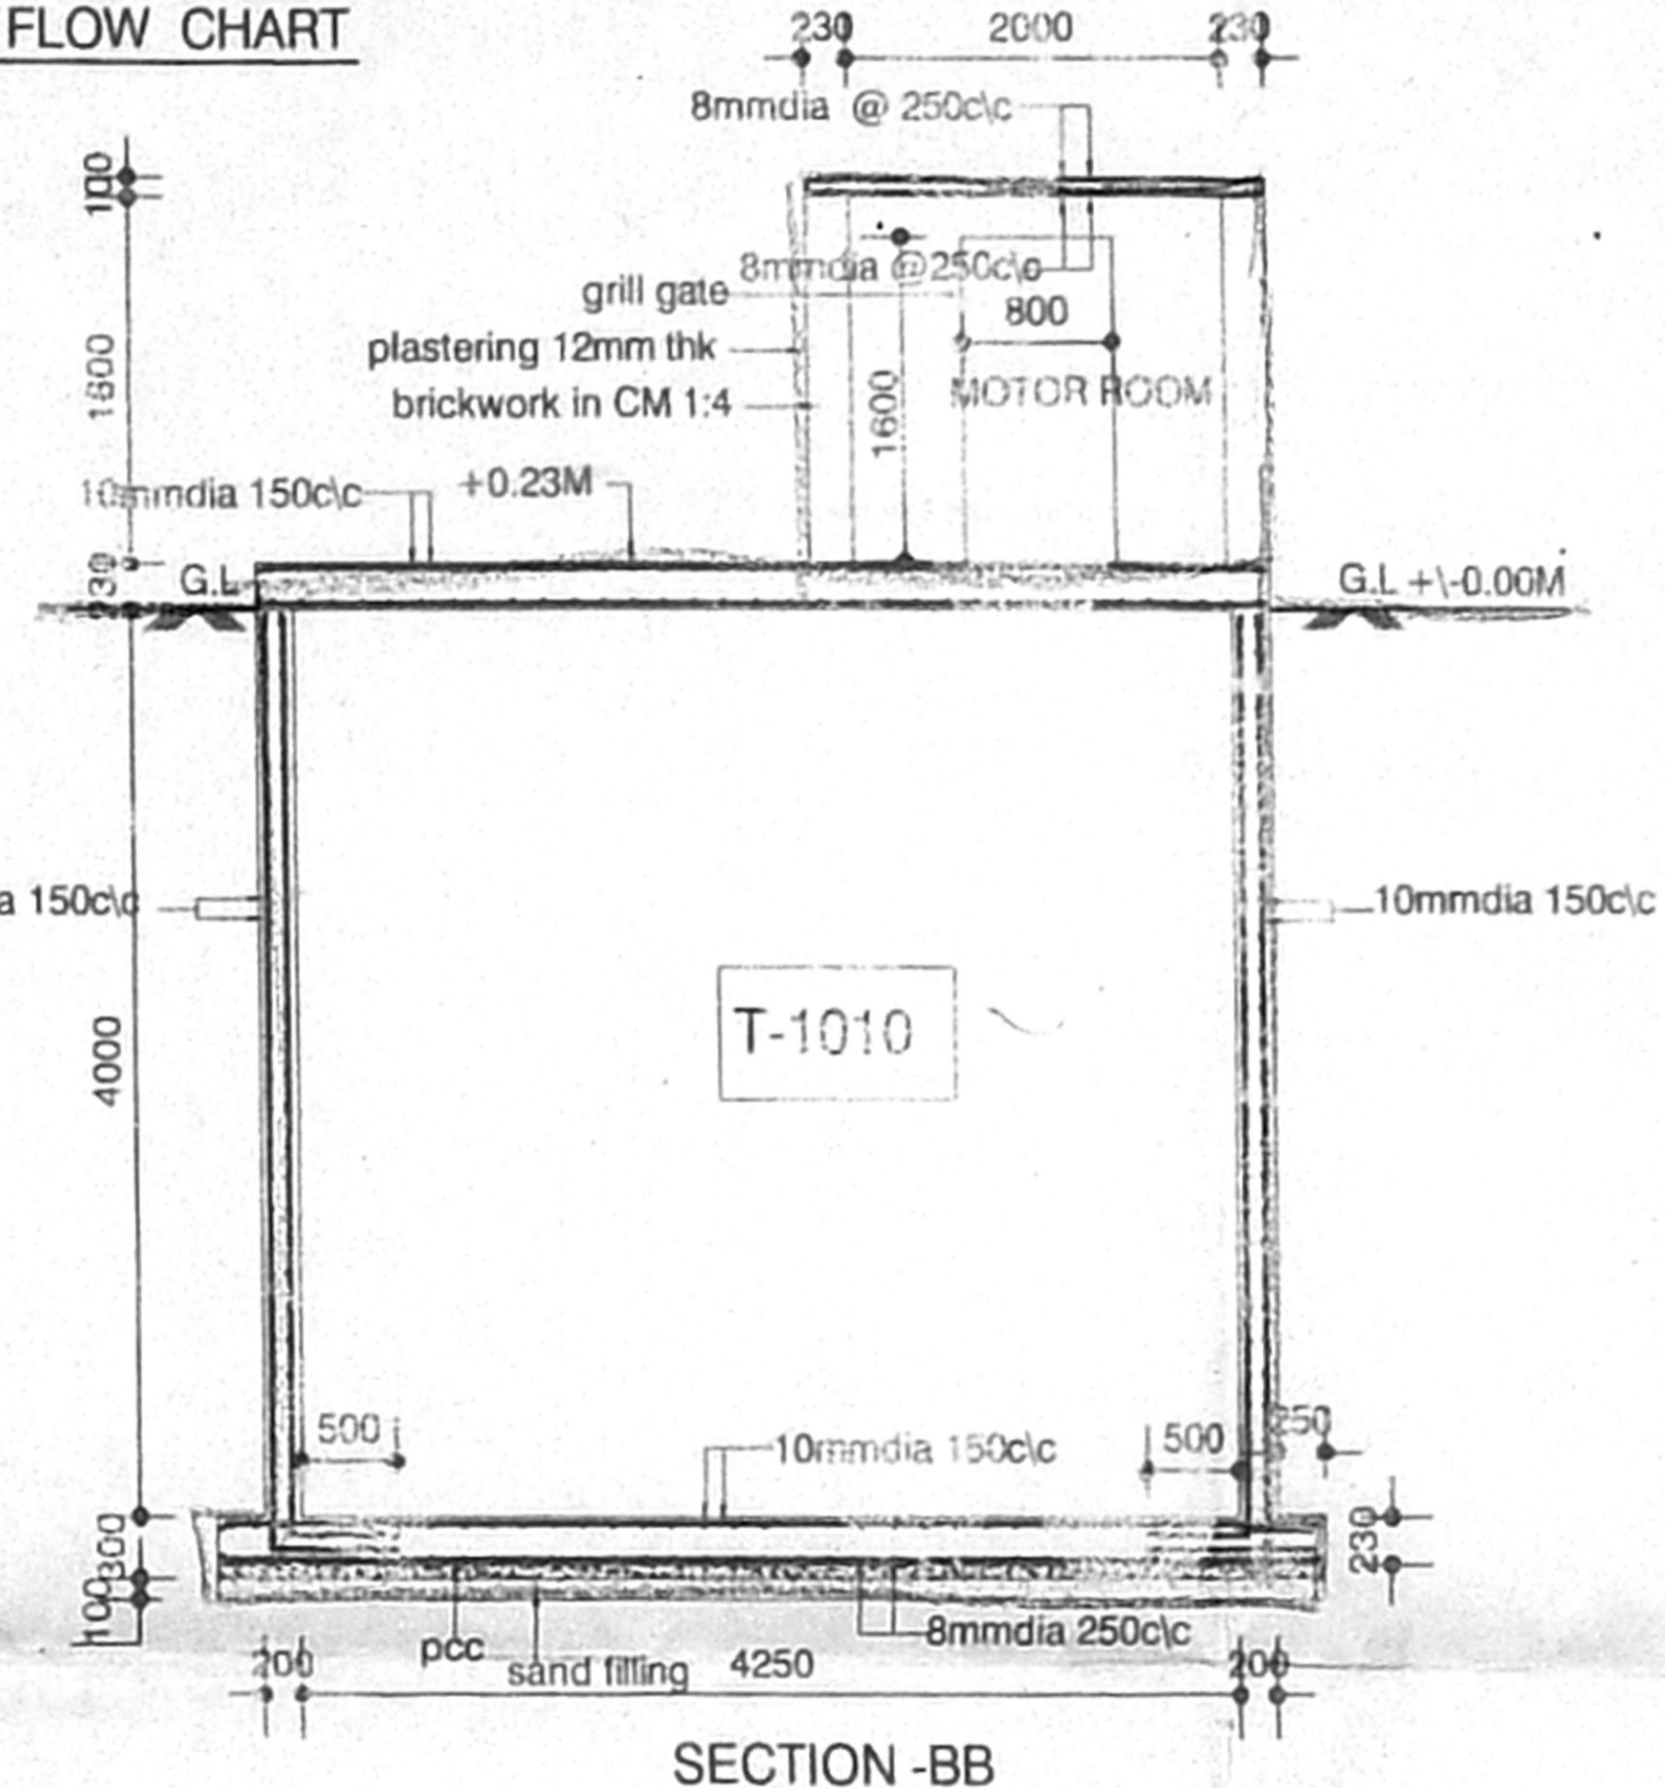 FLOW CHART
230 2000 230
8mmdia @ 250c\c
100
8mmdia @250c\c
grill gate
800
plastering 12mm thk
1800
1600
MOTOR ROOM
brickwork in CM 1:4
10mmdia 150c\c
+0.23M
230
G.L
G.L +\-0.00M
a 150c\c
10mmdia 150c\c
T-1010
4000
500
10mmdia 150c\c
500
250
300
230
100
8mmdia 250c\c
pcc
200
sand filling
4250
200
SECTION -BB